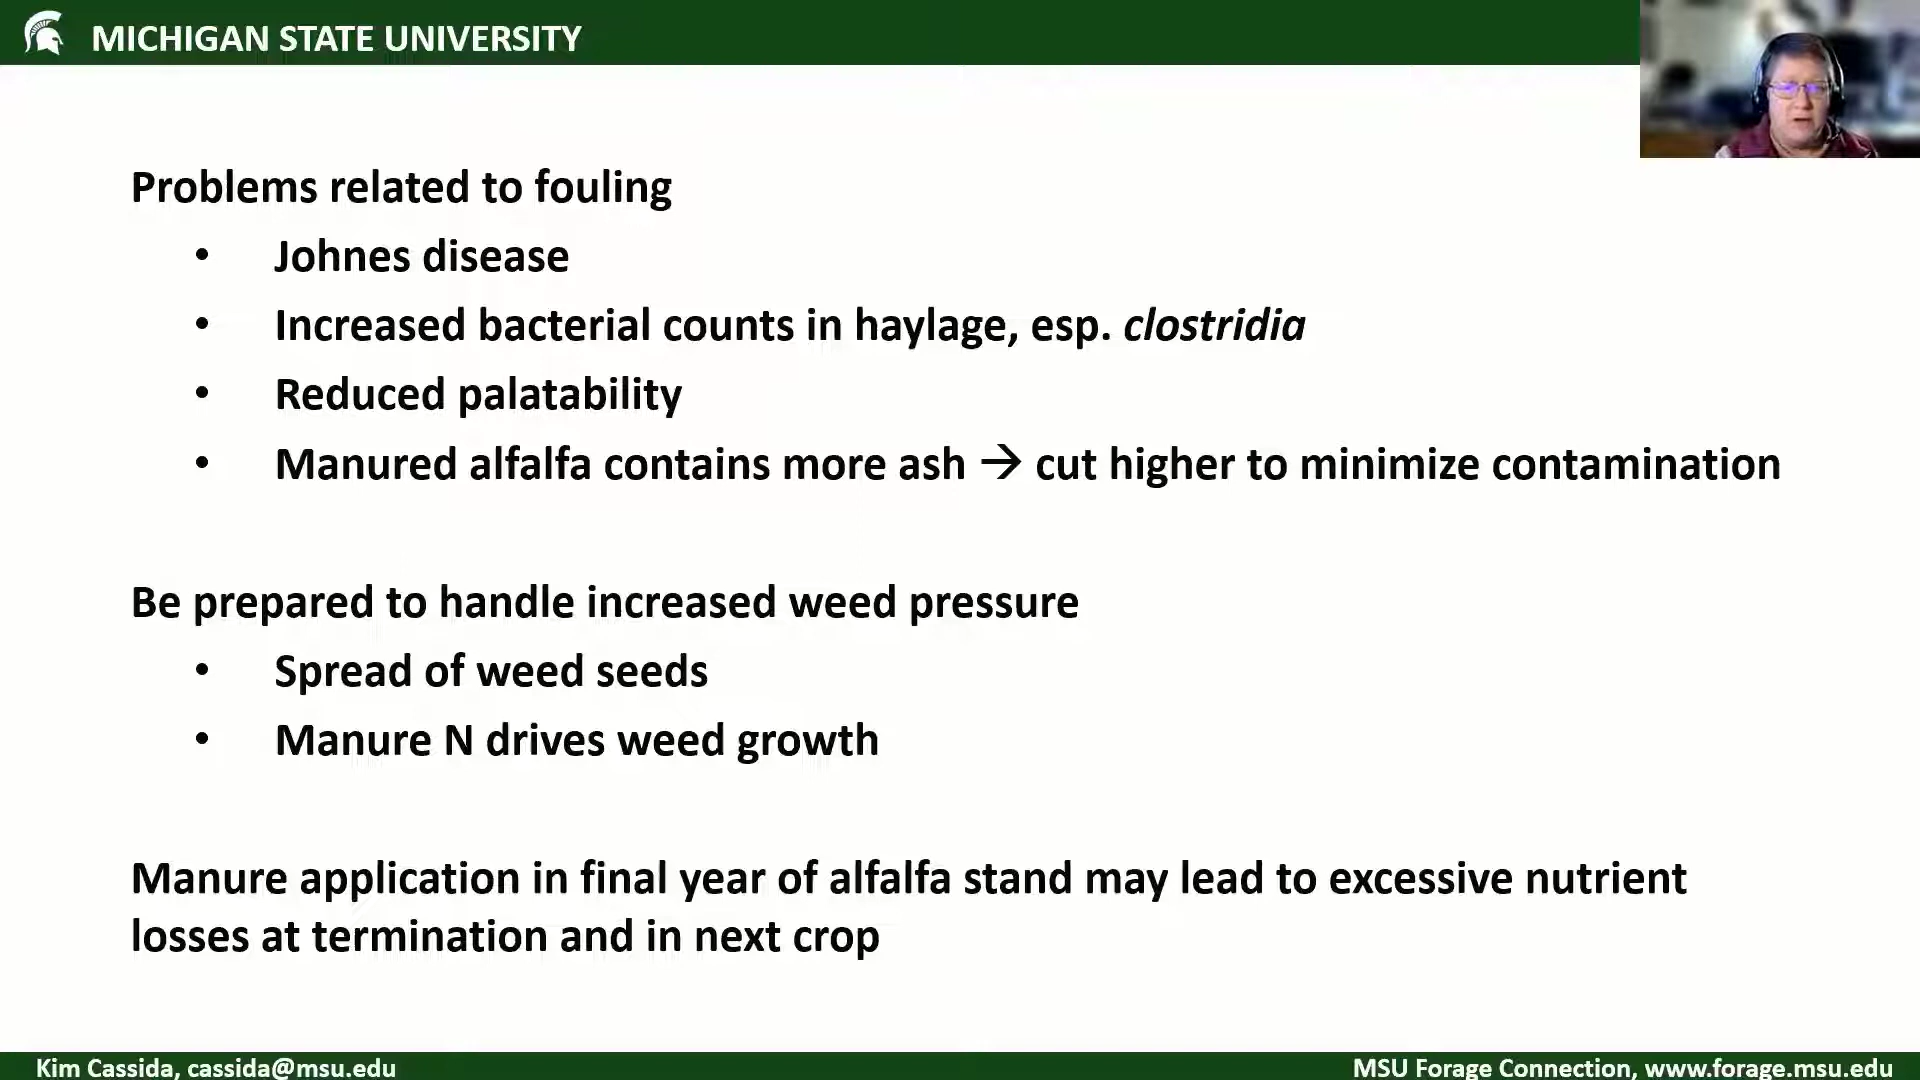 MICHIGAN STATE UNIVERSITY
Problems related to fouling
• Johnes disease
• Increased bacterial counts in haylage, esp. clostridia
• Reduced palatability
• Manured alfalfa contains more ash → cut higher to minimize contamination
Be prepared to handle increased weed pressure
• Spread of weed seeds
• Manure N drives weed growth
Manure application in final year of alfalfa stand may lead to excessive nutrient
losses at termination and in next crop
Kim Cassida, cassida@msu.edu
MSU Forage Connection, www.forage.msu.edu